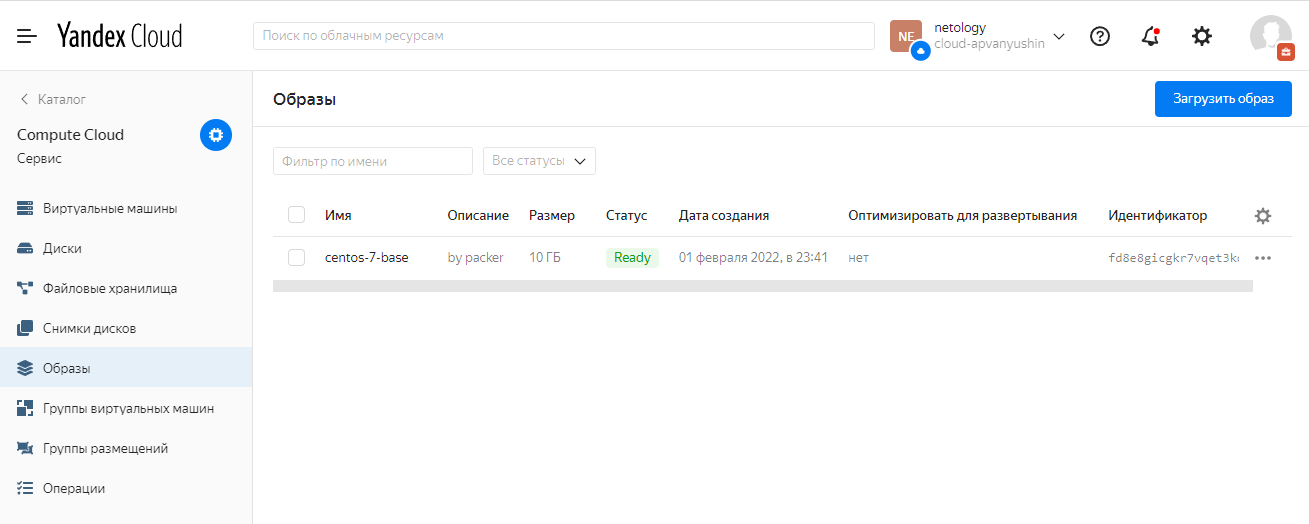 Yandex Cloud
Поиск по облачным ресурсам
NE
netology
cloud-apvanyushin
Каталог
Compute Cloud
Сервис
Виртуальные машины
Диски
Файловые хранилища
Снимки дисков
Образы
Группы виртуальных машин
Группы размещений
Операции
Образы
Загрузить образ
Фильтр по имени
Все статусы
Имя Описание Размер Статус Дата создания Оптимизировать для развертывания Идентификатор
centos-7-base by packer 10 ГБ Ready 01 февраля 2022, в 23:41 нет